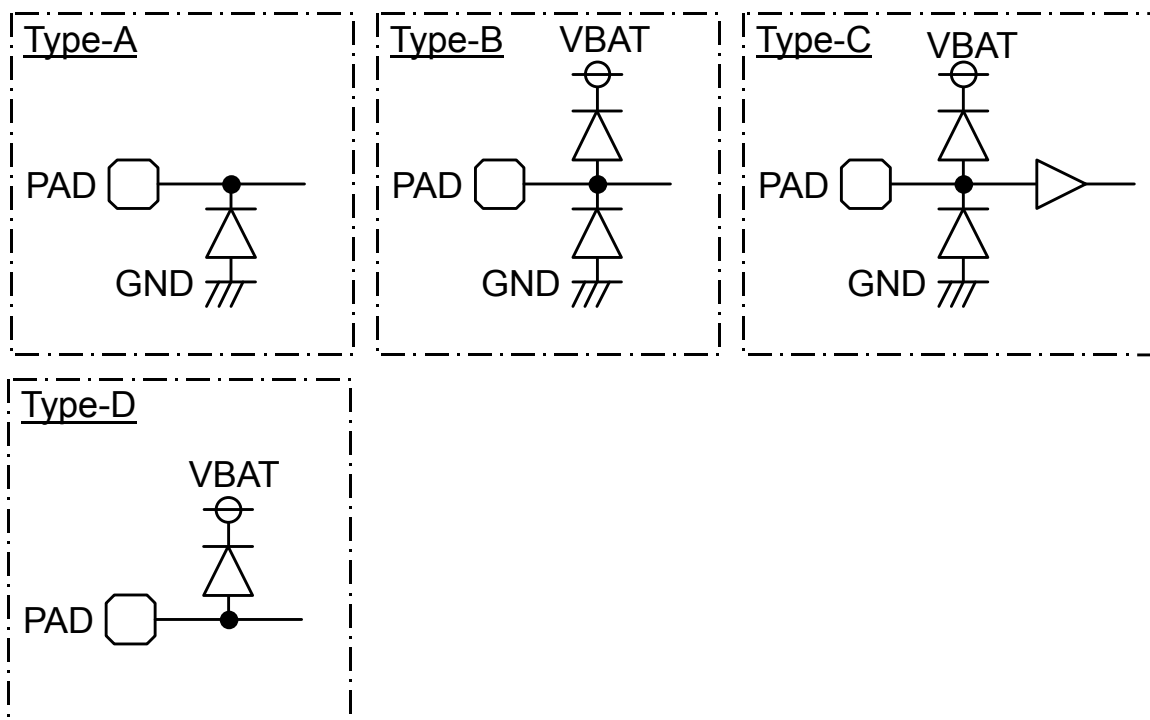 Type-A
PAD
GND
Type-B
VBAT
PAD
GND
Type-C
VBAT
PAD
GND
Type-D
VBAT
PAD